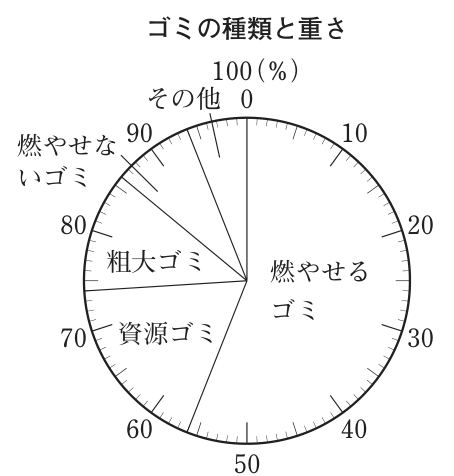 ゴミの種類と重さ
100(%)
その他
0
燃やせな
いゴミ
90
10
80
20
粗大ゴミ
燃やせる
ゴミ
資源ゴミ
70
30
60
40
50